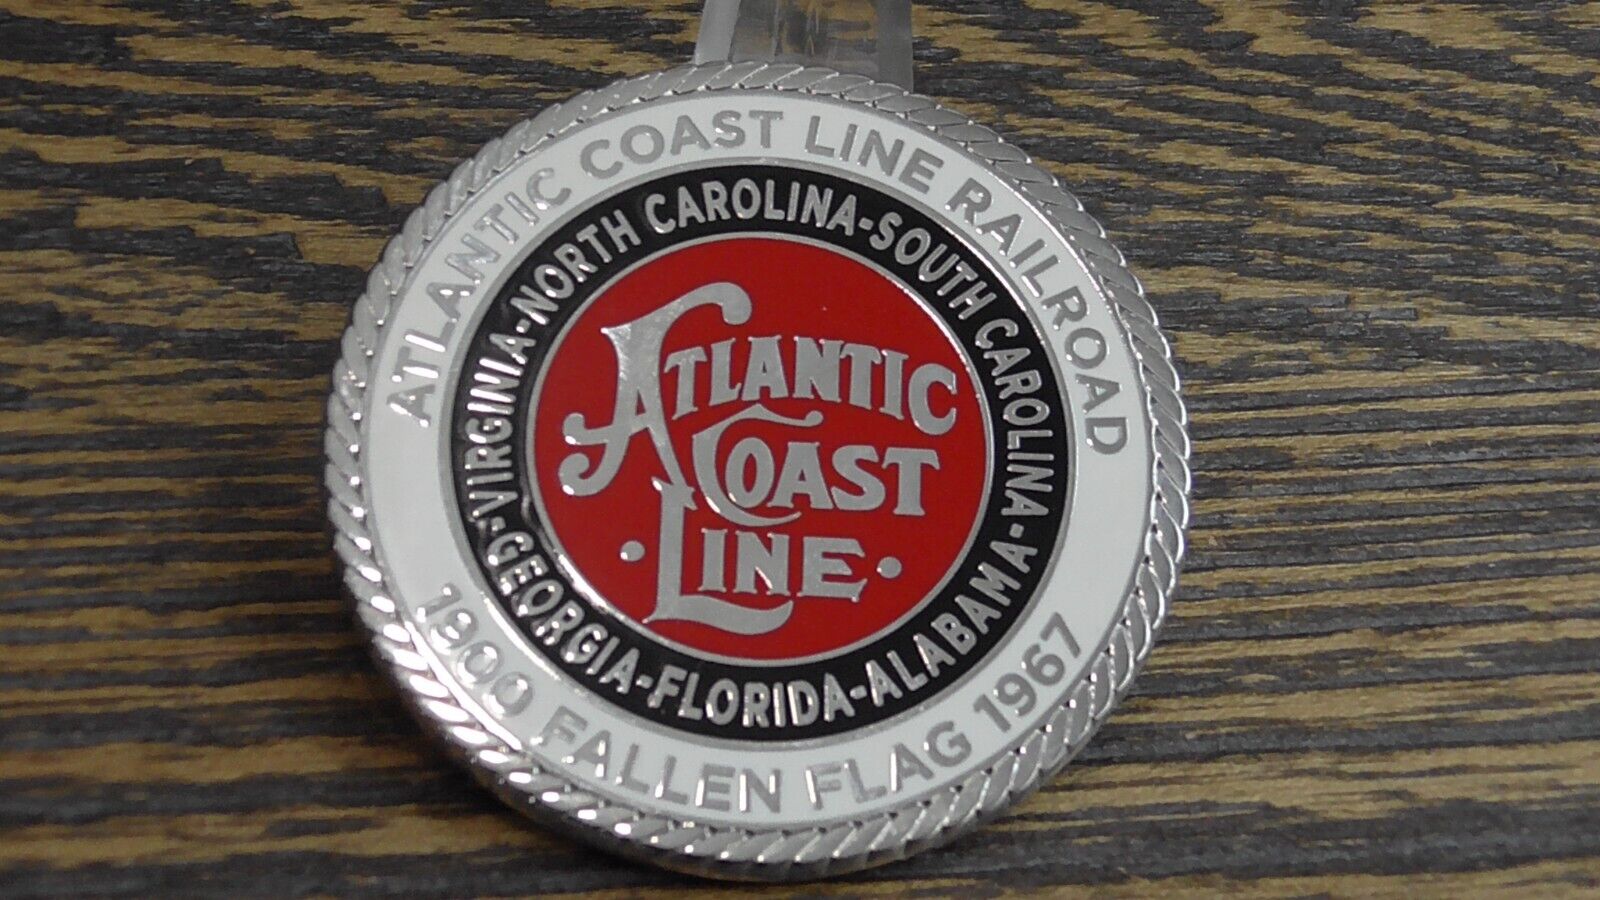 ATLANTIC COAST LINE RAILROAD
VIRGINIA-NORTH CAROLINA-SOUTH CAROLINA-ALABAMA-FLORIDA-GEORGIA-
ATLANTIC
COAST
· LINE ·
1900 FALLEN FLAG 1967